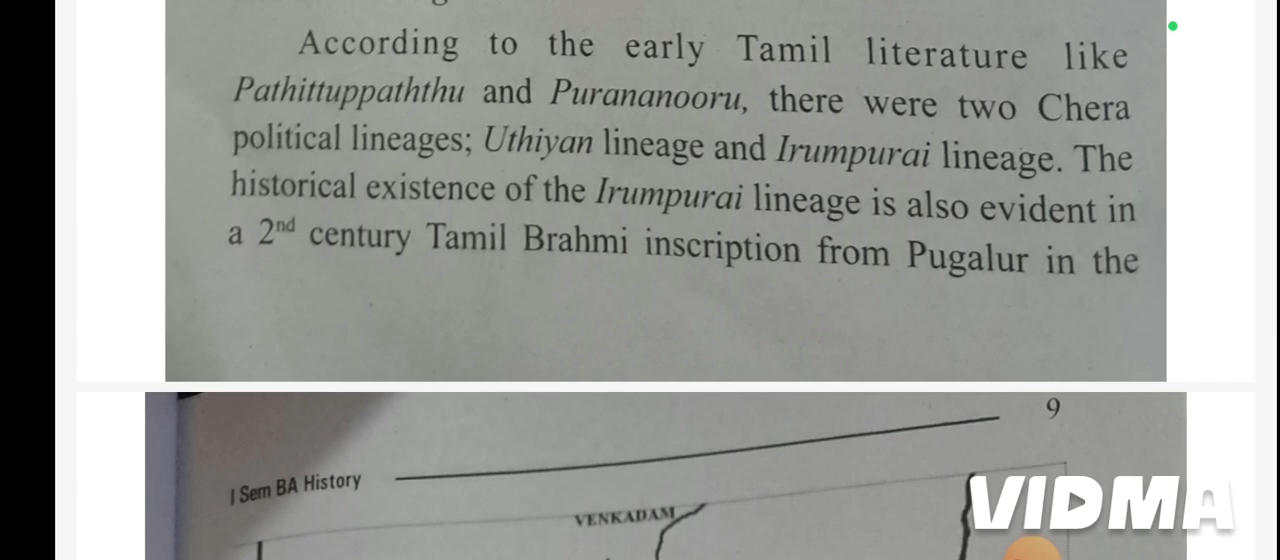 According to the early Tamil literature like
Pathittuppaththu and Purananooru, there were two Chera
political lineages; Uthiyan lineage and Irumpurai lineage. The
historical existence of the Irumpurai lineage is also evident in
a 2nd century Tamil Brahmi inscription from Pugalur in the
9
I Sem BA History
VENKADAM
VIDMA